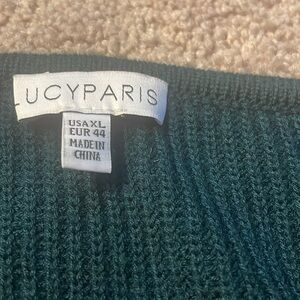 LUCYPARIS
USA XL
EUR 44
MADE IN
CHINA